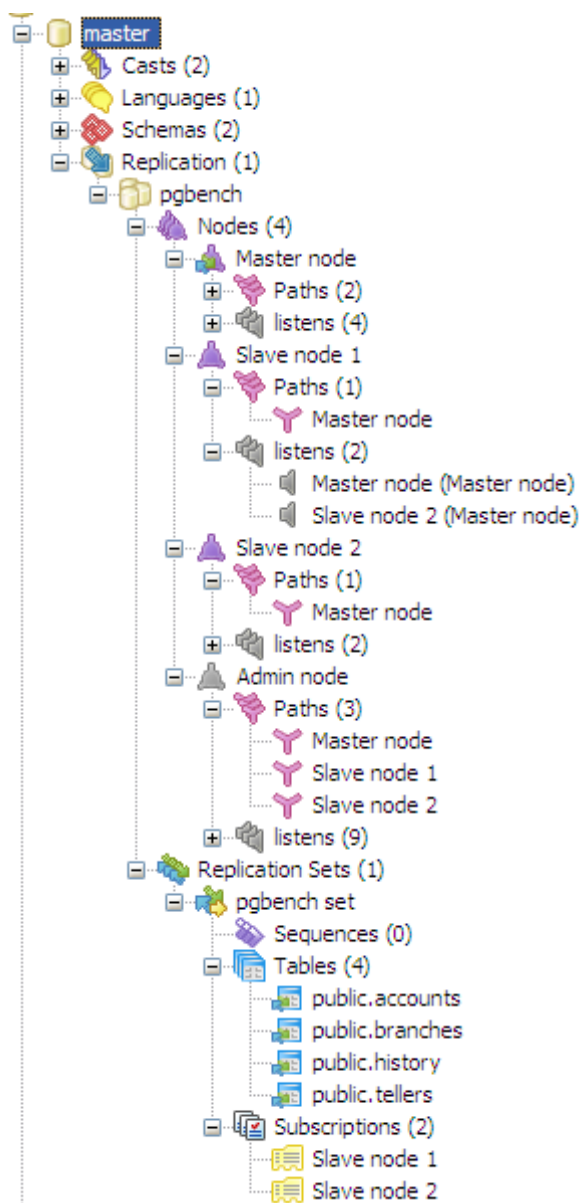 master
Casts (2)
Languages (1)
Schemas (2)
Replication (1)
pgbench
Nodes (4)
Master node
Paths (2)
listens (4)
Slave node 1
Paths (1)
Master node
listens (2)
Master node (Master node)
Slave node 2 (Master node)
Slave node 2
Paths (1)
Master node
listens (2)
Admin node
Paths (3)
Master node
Slave node 1
Slave node 2
listens (9)
Replication Sets (1)
pgbench set
Sequences (0)
Tables (4)
public.accounts
public.branches
public.history
public.tellers
Subscriptions (2)
Slave node 1
Slave node 2